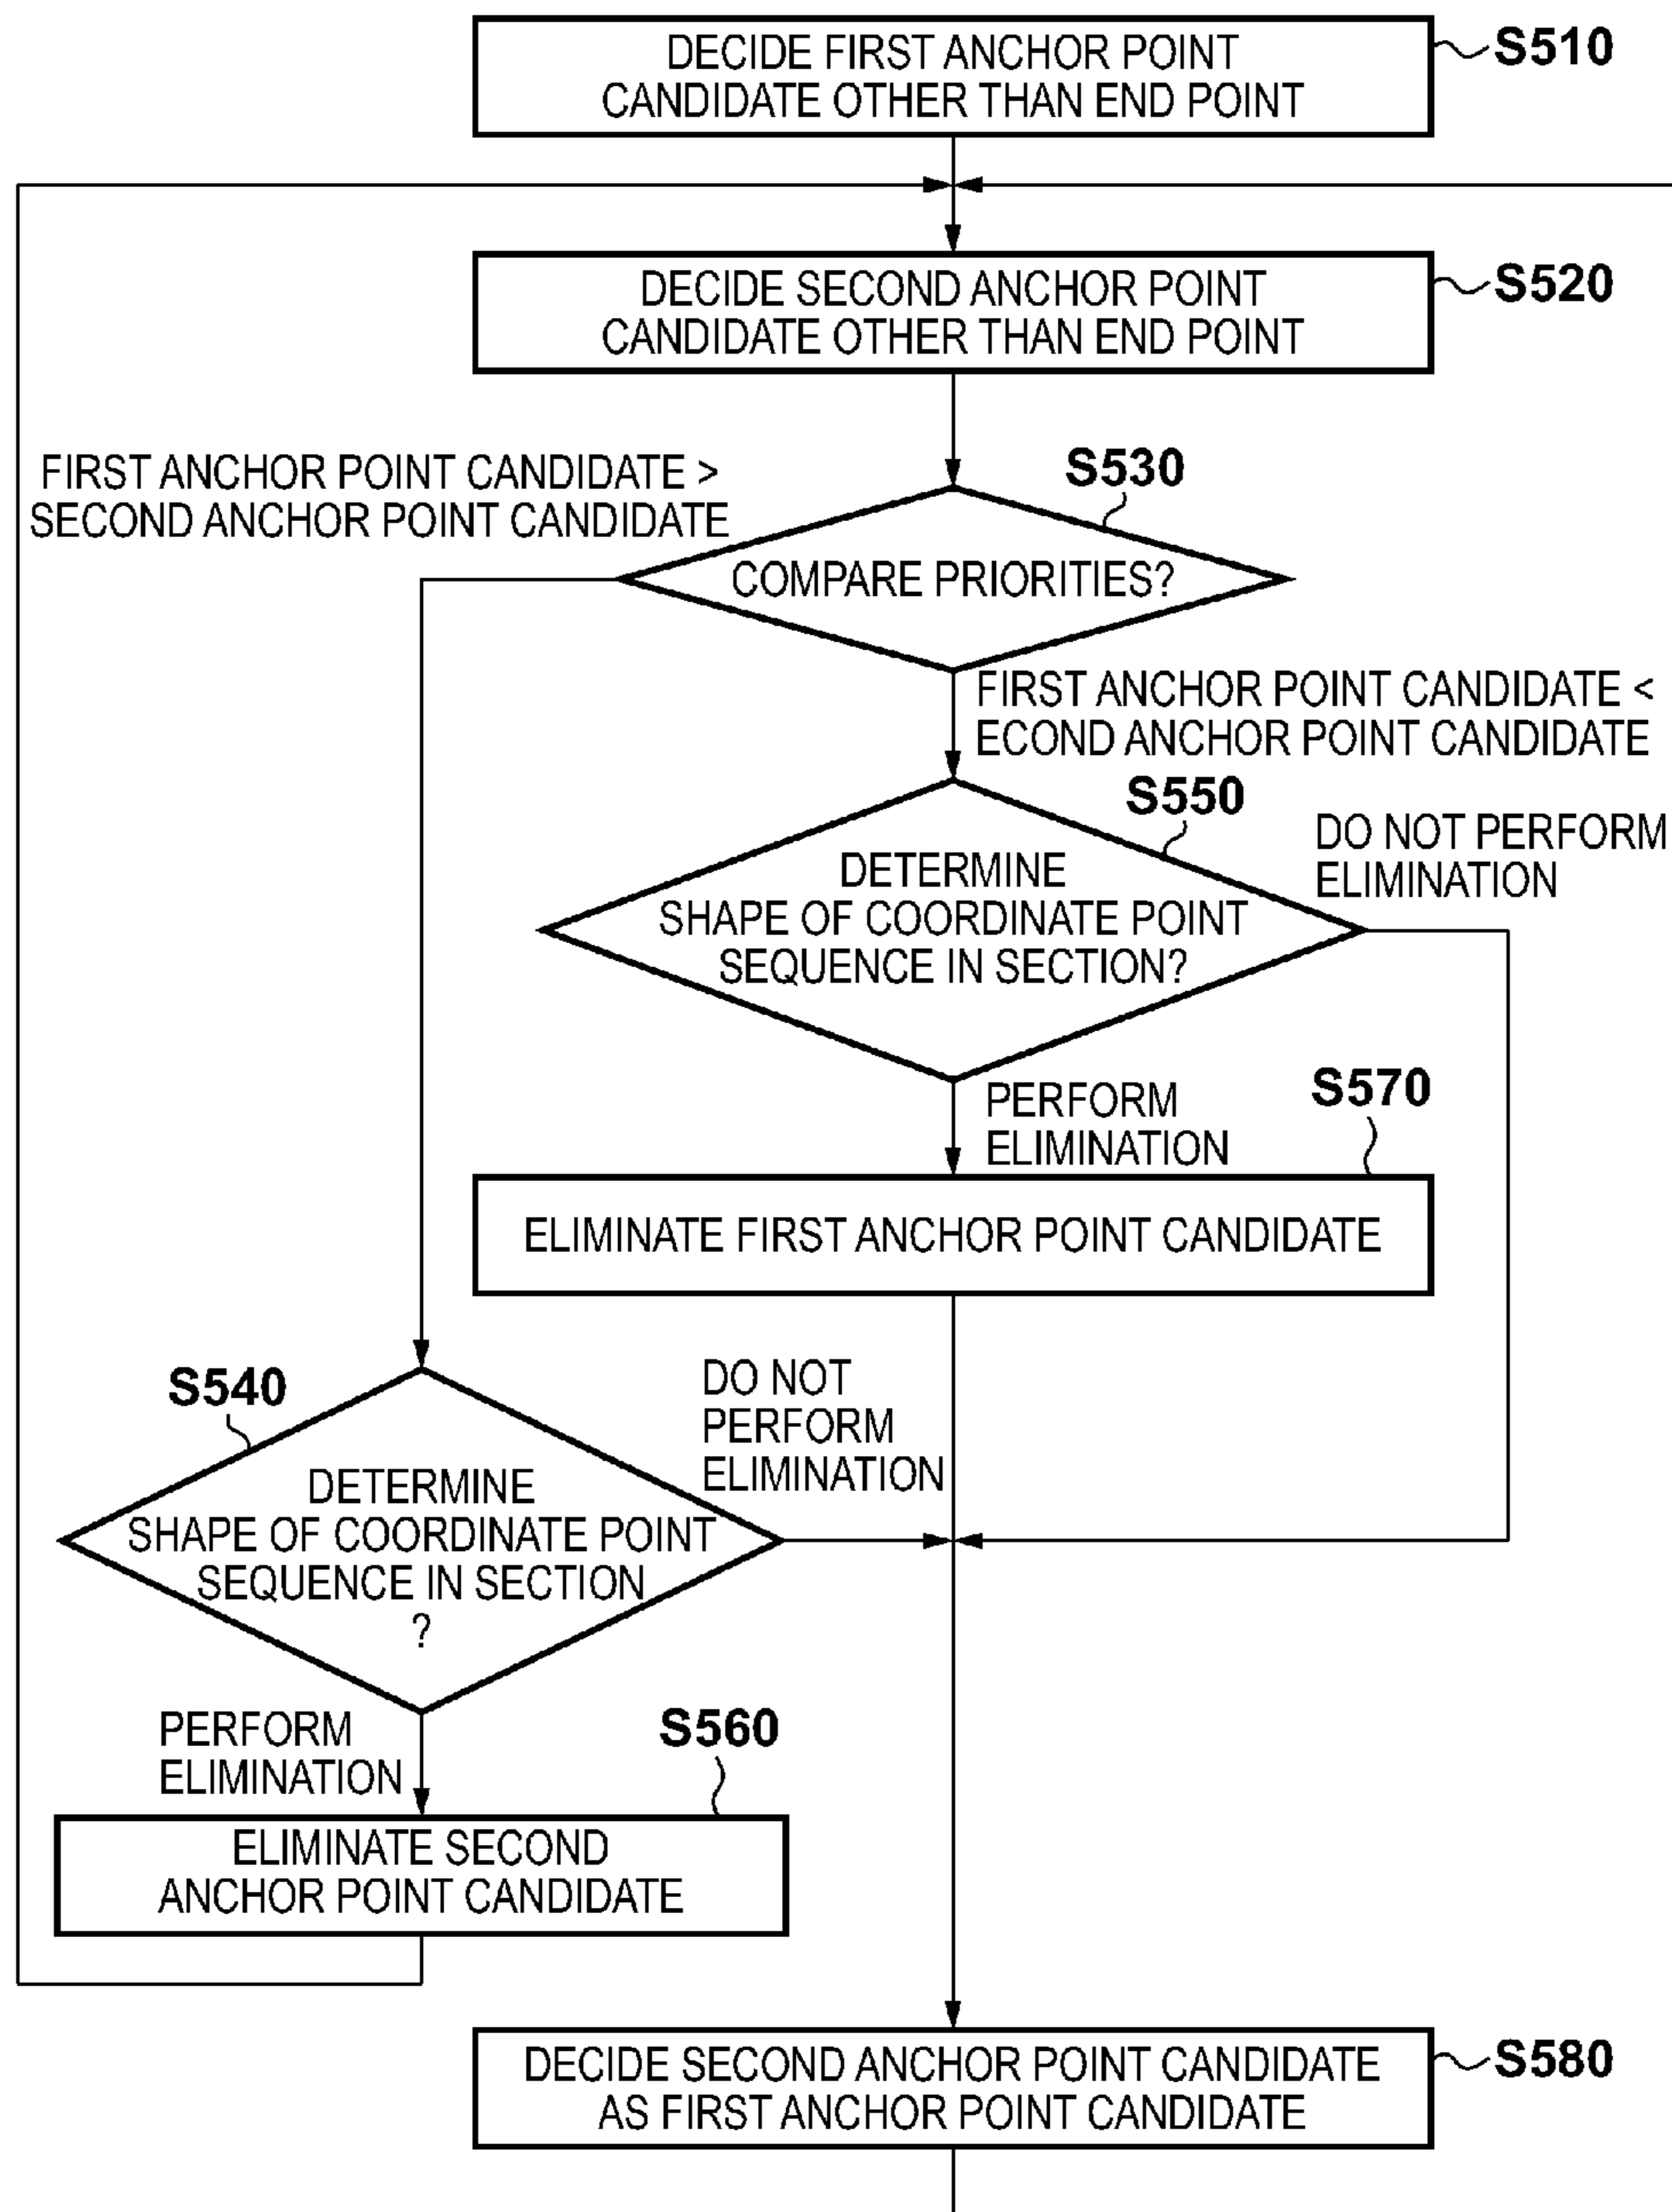 DECIDE FIRST ANCHOR POINT
CANDIDATE OTHER THAN END POINT
S510
DECIDE SECOND ANCHOR POINT
CANDIDATE OTHER THAN END POINT
S520
FIRST ANCHOR POINT CANDIDATE >
SECOND ANCHOR POINT CANDIDATE
S530
COMPARE PRIORITIES?
FIRST ANCHOR POINT CANDIDATE <
ECOND ANCHOR POINT CANDIDATE
S550
DO NOT PERFORM
ELIMINATION
DETERMINE
SHAPE OF COORDINATE POINT
SEQUENCE IN SECTION?
PERFORM
ELIMINATION
S570
ELIMINATE FIRST ANCHOR POINT CANDIDATE
S540
DO NOT
PERFORM
ELIMINATION
DETERMINE
SHAPE OF COORDINATE POINT
SEQUENCE IN SECTION
?
PERFORM
ELIMINATION
S560
ELIMINATE SECOND
ANCHOR POINT CANDIDATE
DECIDE SECOND ANCHOR POINT CANDIDATE
AS FIRST ANCHOR POINT CANDIDATE
S580